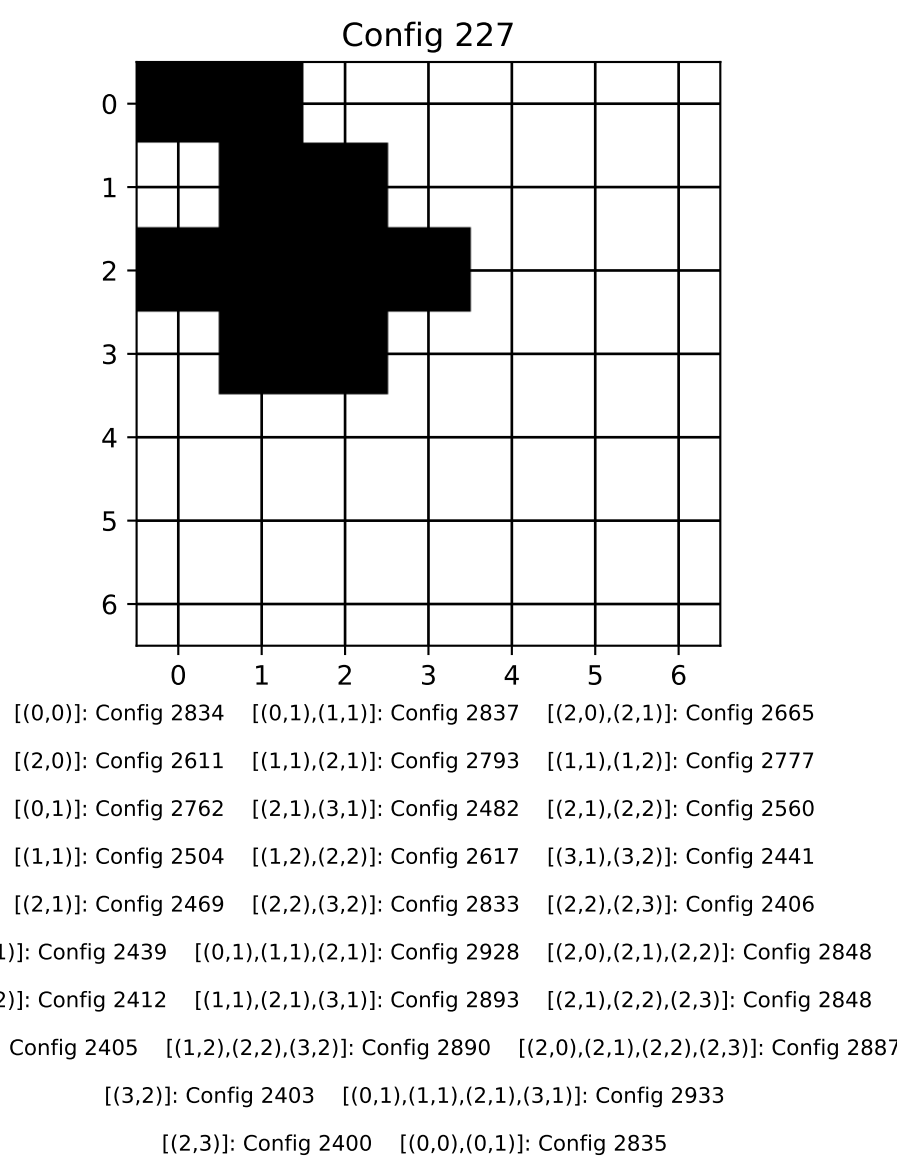 Config 227
0
1
2
3
4
5
6
0 1 2 3 4 5 6
[(0,0)]: Config 2834 [(0,1),(1,1)]: Config 2837 [(2,0),(2,1)]: Config 2665
[(2,0)]: Config 2611 [(1,1),(2,1)]: Config 2793 [(1,1),(1,2)]: Config 2777
[(0,1)]: Config 2762 [(2,1),(3,1)]: Config 2482 [(2,1),(2,2)]: Config 2560
[(1,1)]: Config 2504 [(1,2),(2,2)]: Config 2617 [(3,1),(3,2)]: Config 2441
[(2,1)]: Config 2469 [(2,2),(3,2)]: Config 2833 [(2,2),(2,3)]: Config 2406
1)]: Config 2439 [(0,1),(1,1),(2,1)]: Config 2928 [(2,0),(2,1),(2,2)]: Config 2848
2)]: Config 2412 [(1,1),(2,1),(3,1)]: Config 2893 [(2,1),(2,2),(2,3)]: Config 2848
Config 2405 [(1,2),(2,2),(3,2)]: Config 2890 [(2,0),(2,1),(2,2),(2,3)]: Config 2887
[(3,2)]: Config 2403 [(0,1),(1,1),(2,1),(3,1)]: Config 2933
[(2,3)]: Config 2400 [(0,0),(0,1)]: Config 2835